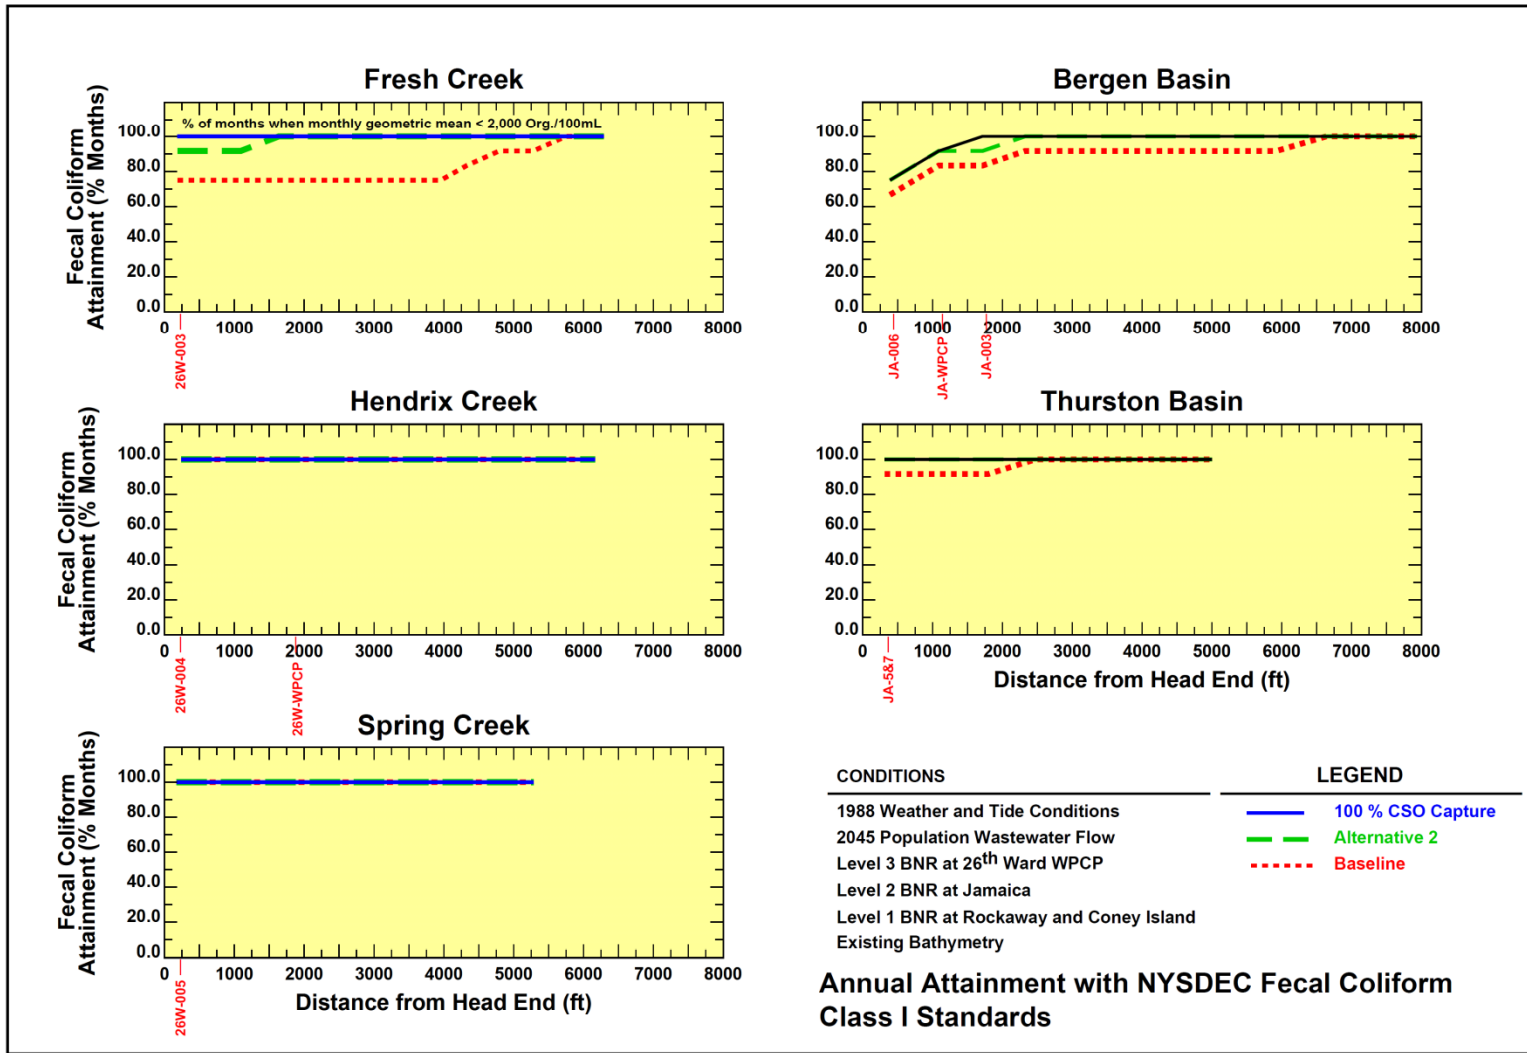 Fresh Creek
% of months when monthly geometric mean < 2,000 Org./100mL
Fecal Coliform
Attainment (% Months)
100.0
80.0
60.0
40.0
20.0
0.0
0 1000 2000 3000 4000 5000 6000 7000 8000
26W-003
Bergen Basin
100.0
80.0
60.0
40.0
20.0
0.0
0 1000 2000 3000 4000 5000 6000 7000 8000
JA-006
JA-WPCP
JA-003
Hendrix Creek
Fecal Coliform
Attainment (% Months)
100.0
80.0
60.0
40.0
20.0
0.0
0 1000 2000 3000 4000 5000 6000 7000 8000
26W-004
26W-WPCP
Thurston Basin
100.0
80.0
60.0
40.0
20.0
0.0
0 1000 2000 3000 4000 5000 6000 7000 8000
JA-5&7
Distance from Head End (ft)
Spring Creek
Fecal Coliform
Attainment (% Months)
100.0
80.0
60.0
40.0
20.0
0.0
0 1000 2000 3000 4000 5000 6000 7000 8000
26W-005
Distance from Head End (ft)
CONDITIONS
1988 Weather and Tide Conditions
2045 Population Wastewater Flow
Level 3 BNR at 26th Ward WPCP
Level 2 BNR at Jamaica
Level 1 BNR at Rockaway and Coney Island
Existing Bathymetry
LEGEND
100 % CSO Capture
Alternative 2
Baseline
Annual Attainment with NYSDEC Fecal Coliform
Class I Standards